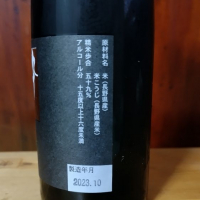 原材料名　米（長野県産）
米こうじ（長野県産米）
精米歩合　五十九％
アルコール分　十五度以上十六度未満
製造年月
2023.10